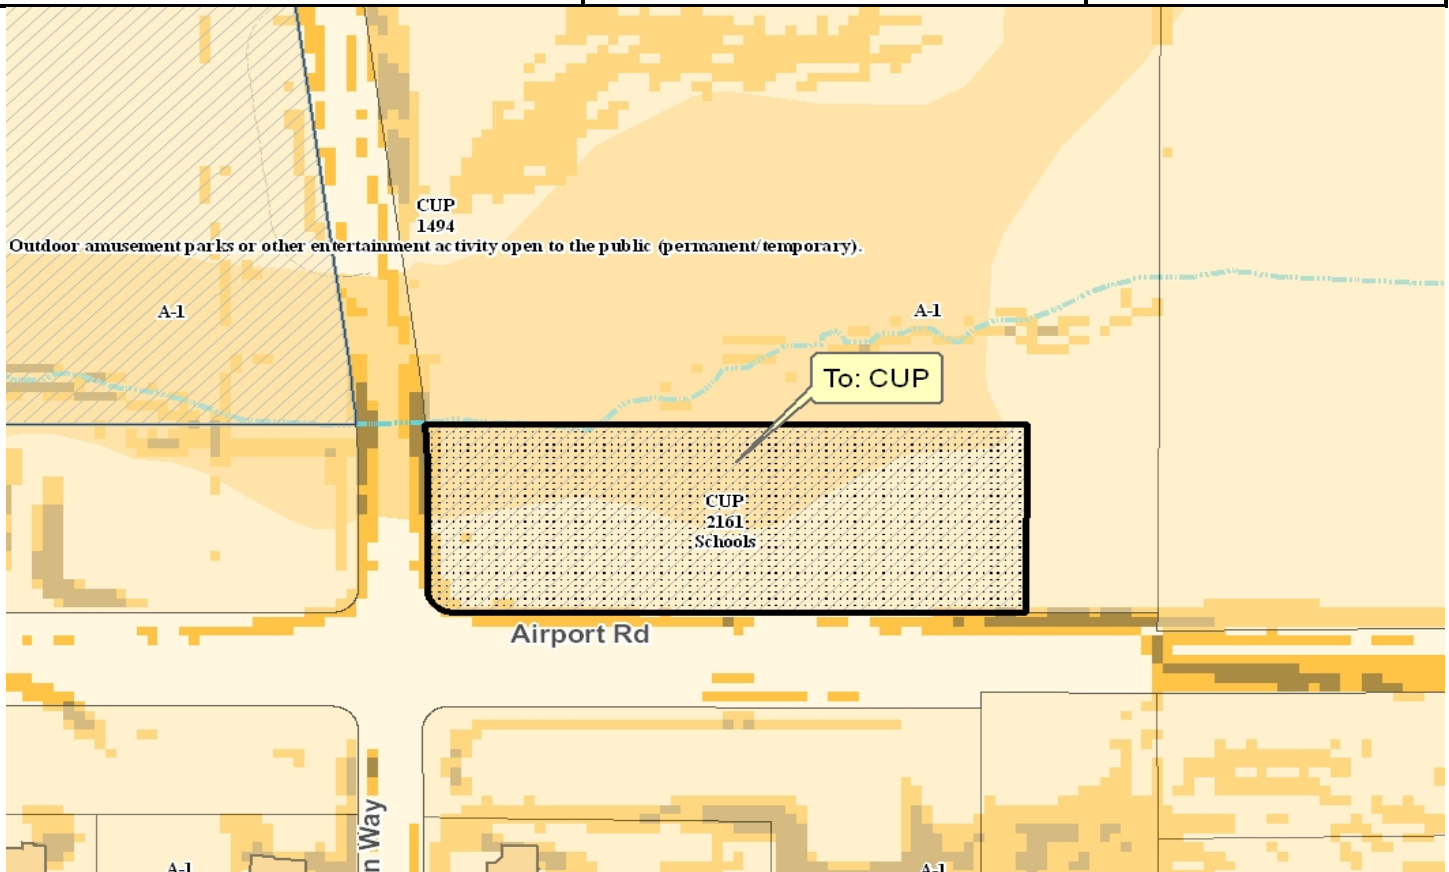 CUP
1494
Outdoor amusement parks or other entertainment activity open to the public (permanent/temporary).
A-1
A-1
To: CUP
CUP
2161
Schools
Airport Rd
n Way
A-1
A-1